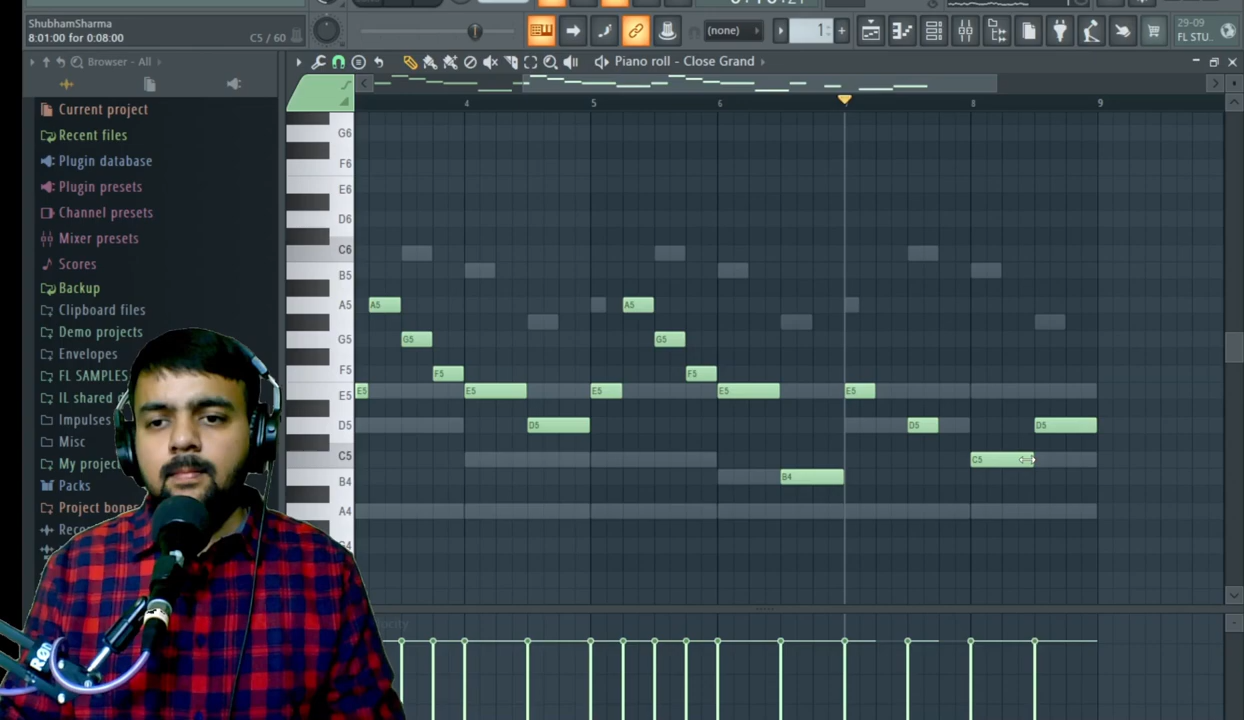 ShubhamSharma
8:01:00 for 0:08:00
C5 / 60
(none)
1
29-09
FL STU..
Browser - All
Piano roll - Close Grand
Current project
Recent files
Plugin database
Plugin presets
Channel presets
Mixer presets
Scores
Backup
Clipboard files
Demo projects
Envelopes
FL SAMPLES
IL shared
Impulses
Misc
My
Packs
Project
4
5
6
8
9
G6
F6
E6
D6
C6
B5
A5
G5
F5
E5
D5
C5
B4
A4
A5
A5
G5
G5
F5
F5
E5
E5
E5
E5
E5
D5
D5
D5
C5
B4